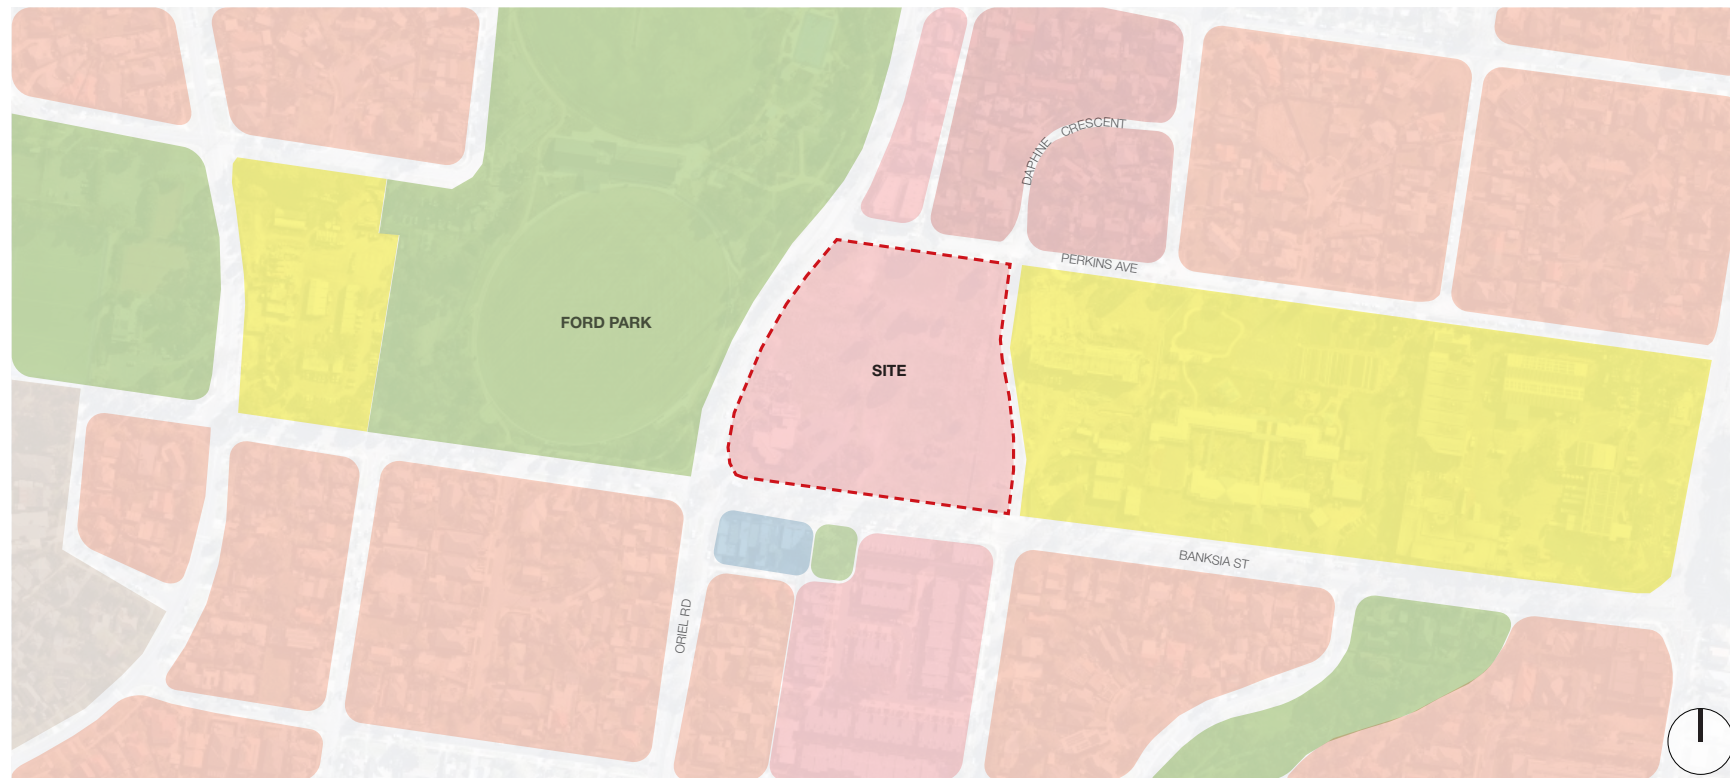 DAPHNE CRESCENT
PERKINS AVE
FORD PARK
SITE
BANKSIA ST
ORIEL RD